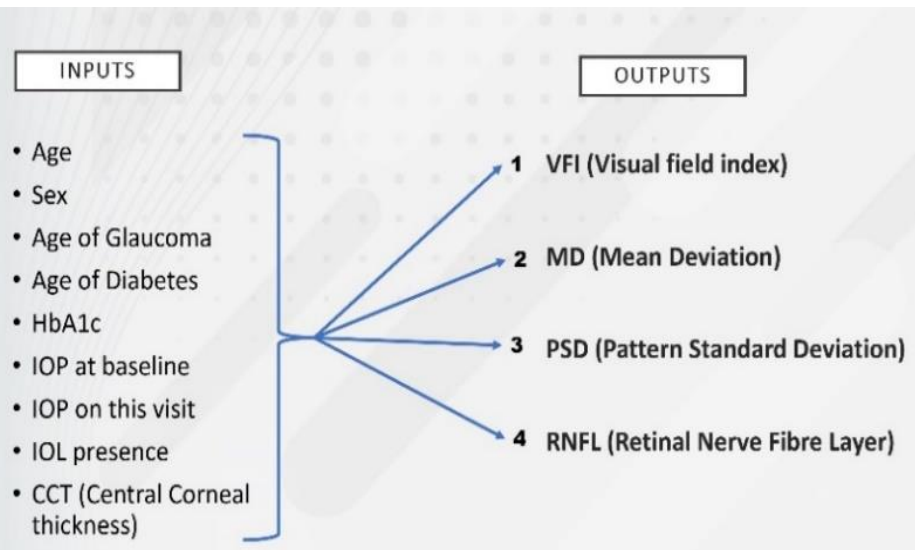 INPUTS
• Age
• Sex
• Age of Glaucoma
• Age of Diabetes
• HbA1c
• IOP at baseline
• IOP on this visit
• IOL presence
• CCT (Central Corneal
thickness)
OUTPUTS
1 VFI (Visual field index)
2 MD (Mean Deviation)
3 PSD (Pattern Standard Deviation)
4 RNFL (Retinal Nerve Fibre Layer)